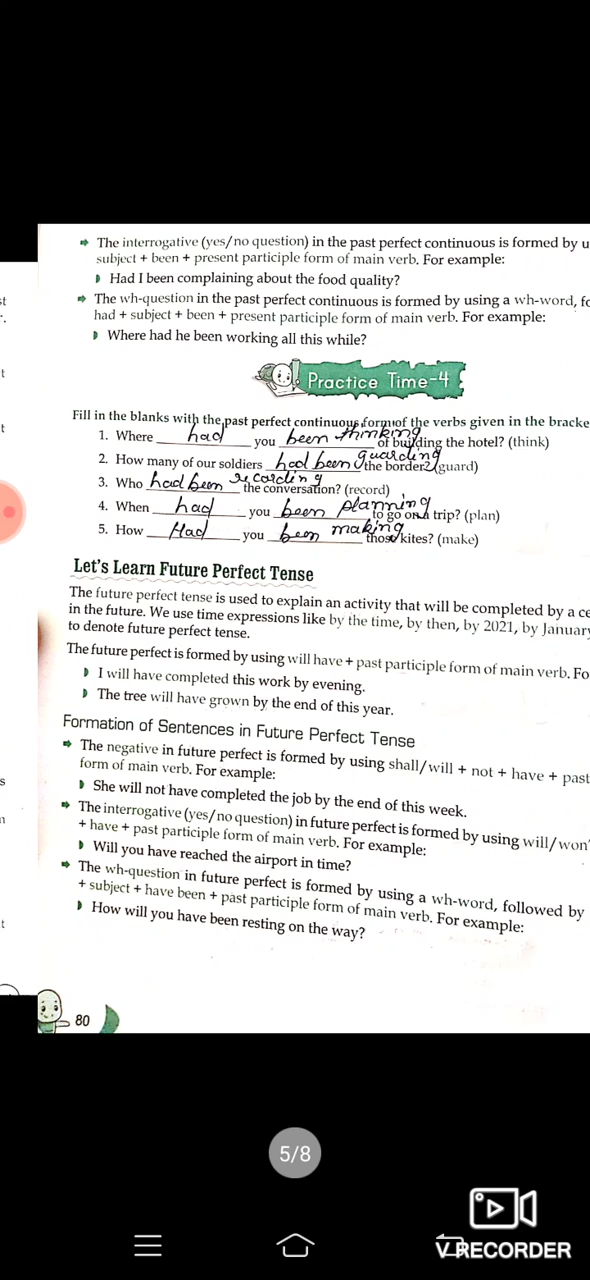 st
.
t
t
s
n
t
The interrogative (yes/no question) in the past perfect continuous is formed by u
subject + been + present participle form of main verb. For example:
Had I been complaining about the food quality?
The wh-question in the past perfect continuous is formed by using a wh-word, fo
had + subject + been + present participle form of main verb. For example:
Where had he been working all this while?
Practice Time-4
Fill in the blanks with the past perfect continuous form of the verbs given in the bracke
1. Where had you been thinking of building the hotel? (think)
2. How many of our soldiers had been guarding the border? (guard)
3. Who had been recording the conversation? (record)
4. When had you been planning to go on a trip? (plan)
5. How Had you been making those kites? (make)
Let's Learn Future Perfect Tense
The future perfect tense is used to explain an activity that will be completed by a ce
in the future. We use time expressions like by the time, by then, by 2021, by January
to denote future perfect tense.
The future perfect is formed by using will have + past participle form of main verb. Fo
I will have completed this work by evening.
The tree will have grown by the end of this year.
Formation of Sentences in Future Perfect Tense
The negative in future perfect is formed by using shall/will + not + have + past
form of main verb. For example:
She will not have completed the job by the end of this week.
The interrogative (yes/no question) in future perfect is formed by using will/won'
+ have + past participle form of main verb. For example:
Will you have reached the airport in time?
The wh-question in future perfect is formed by using a wh-word, followed by
+ subject + have been + past participle form of main verb. For example:
How will you have been resting on the way?
80
5/8
V RECORDER